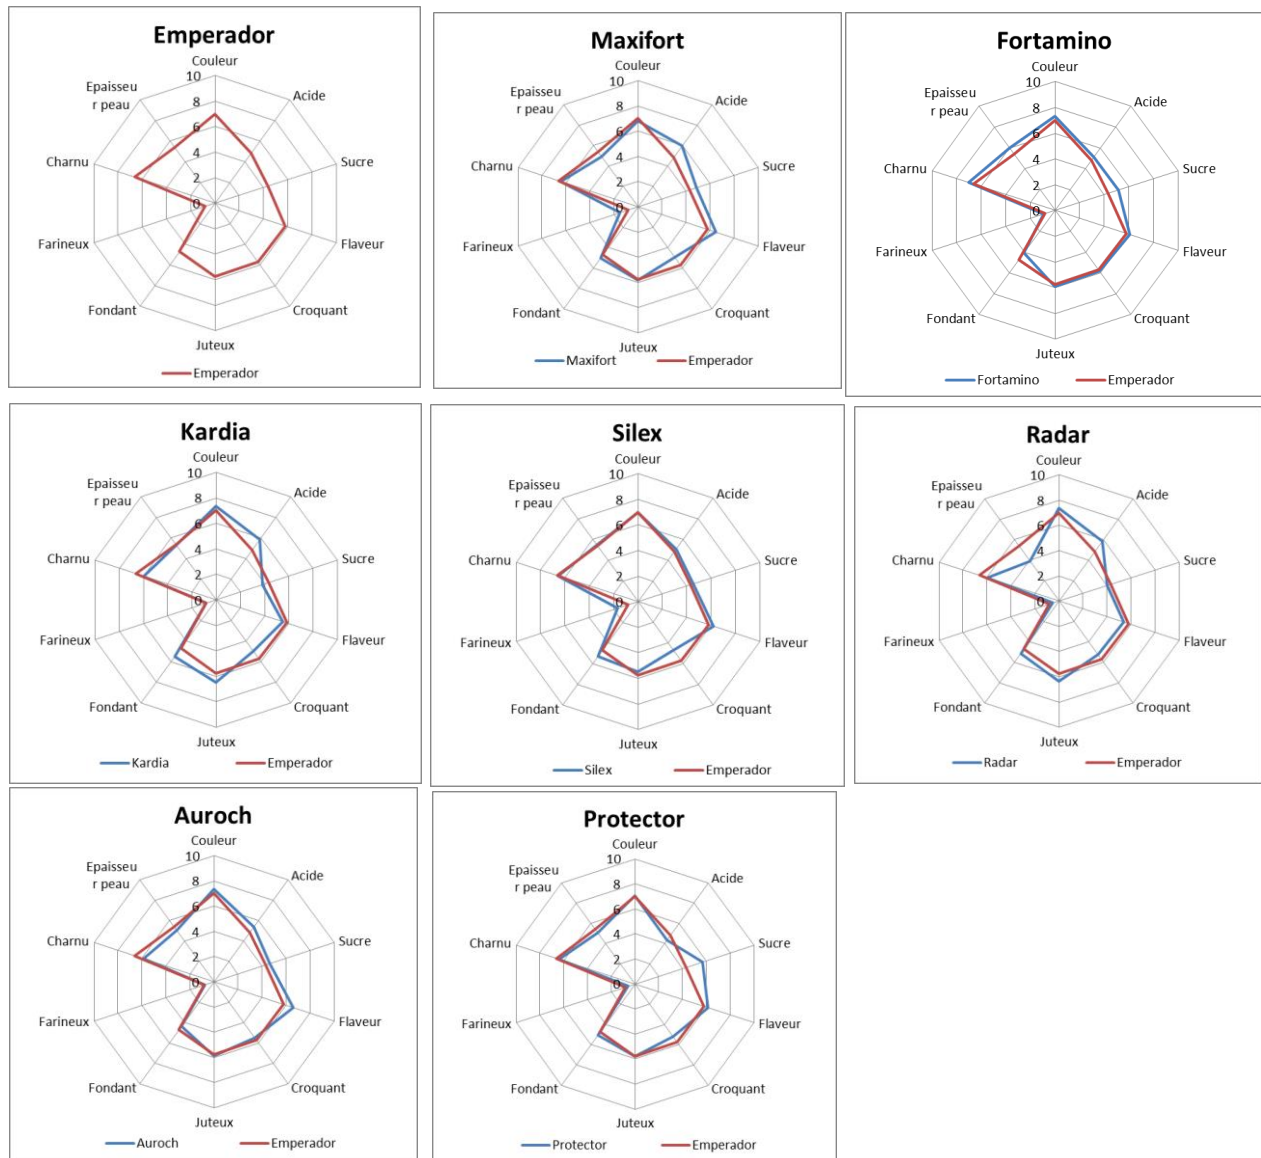 Emperador
Couleur
10
8
6
4
2
0
Acide
Sucre
Flaveur
Croquant
Juteux
Fondant
Farineux
Charnu
Epaisseu
r peau
Emperador
Maxifort
Couleur
10
8
6
4
2
0
Acide
Sucre
Flaveur
Croquant
Juteux
Fondant
Farineux
Charnu
Epaisseu
r peau
Maxifort Emperador
Fortamino
Couleur
10
8
6
4
2
0
Acide
Sucre
Flaveur
Croquant
Juteux
Fondant
Farineux
Charnu
Epaisseu
r peau
Fortamino Emperador
Kardia
Couleur
10
8
6
4
2
0
Acide
Sucre
Flaveur
Croquant
Juteux
Fondant
Farineux
Charnu
Epaisseu
r peau
Kardia Emperador
Silex
Couleur
10
8
6
4
2
0
Acide
Sucre
Flaveur
Croquant
Juteux
Fondant
Farineux
Charnu
Epaisseu
r peau
Silex Emperador
Radar
Couleur
10
8
6
4
2
0
Acide
Sucre
Flaveur
Croquant
Juteux
Fondant
Farineux
Charnu
Epaisseu
r peau
Radar Emperador
Auroch
Couleur
10
8
6
4
2
0
Acide
Sucre
Flaveur
Croquant
Juteux
Fondant
Farineux
Charnu
Epaisseu
r peau
Auroch Emperador
Protector
Couleur
10
8
6
4
2
0
Acide
Sucre
Flaveur
Croquant
Juteux
Fondant
Farineux
Charnu
Epaisseu
r peau
Protector Emperador